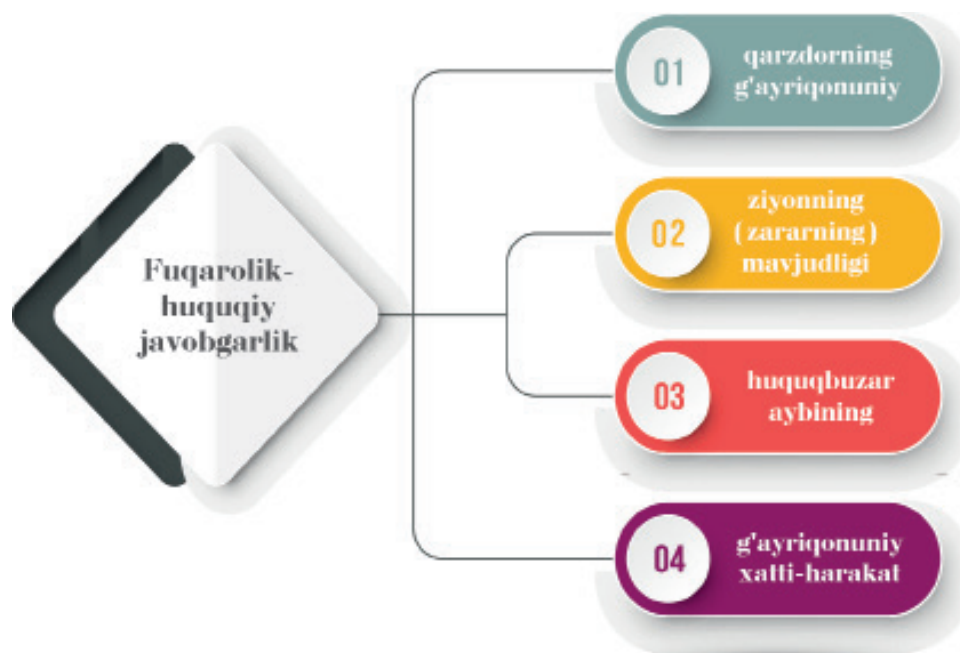 Fuqarolik-
huquqiy
javobgarlik
01
qarzdorning
g'ayriqonuniy
02
ziyonning
(zararning)
mavjudligi
03
huquqbuzar
aybining
04
g'ayriqonuniy
xatti-harakat